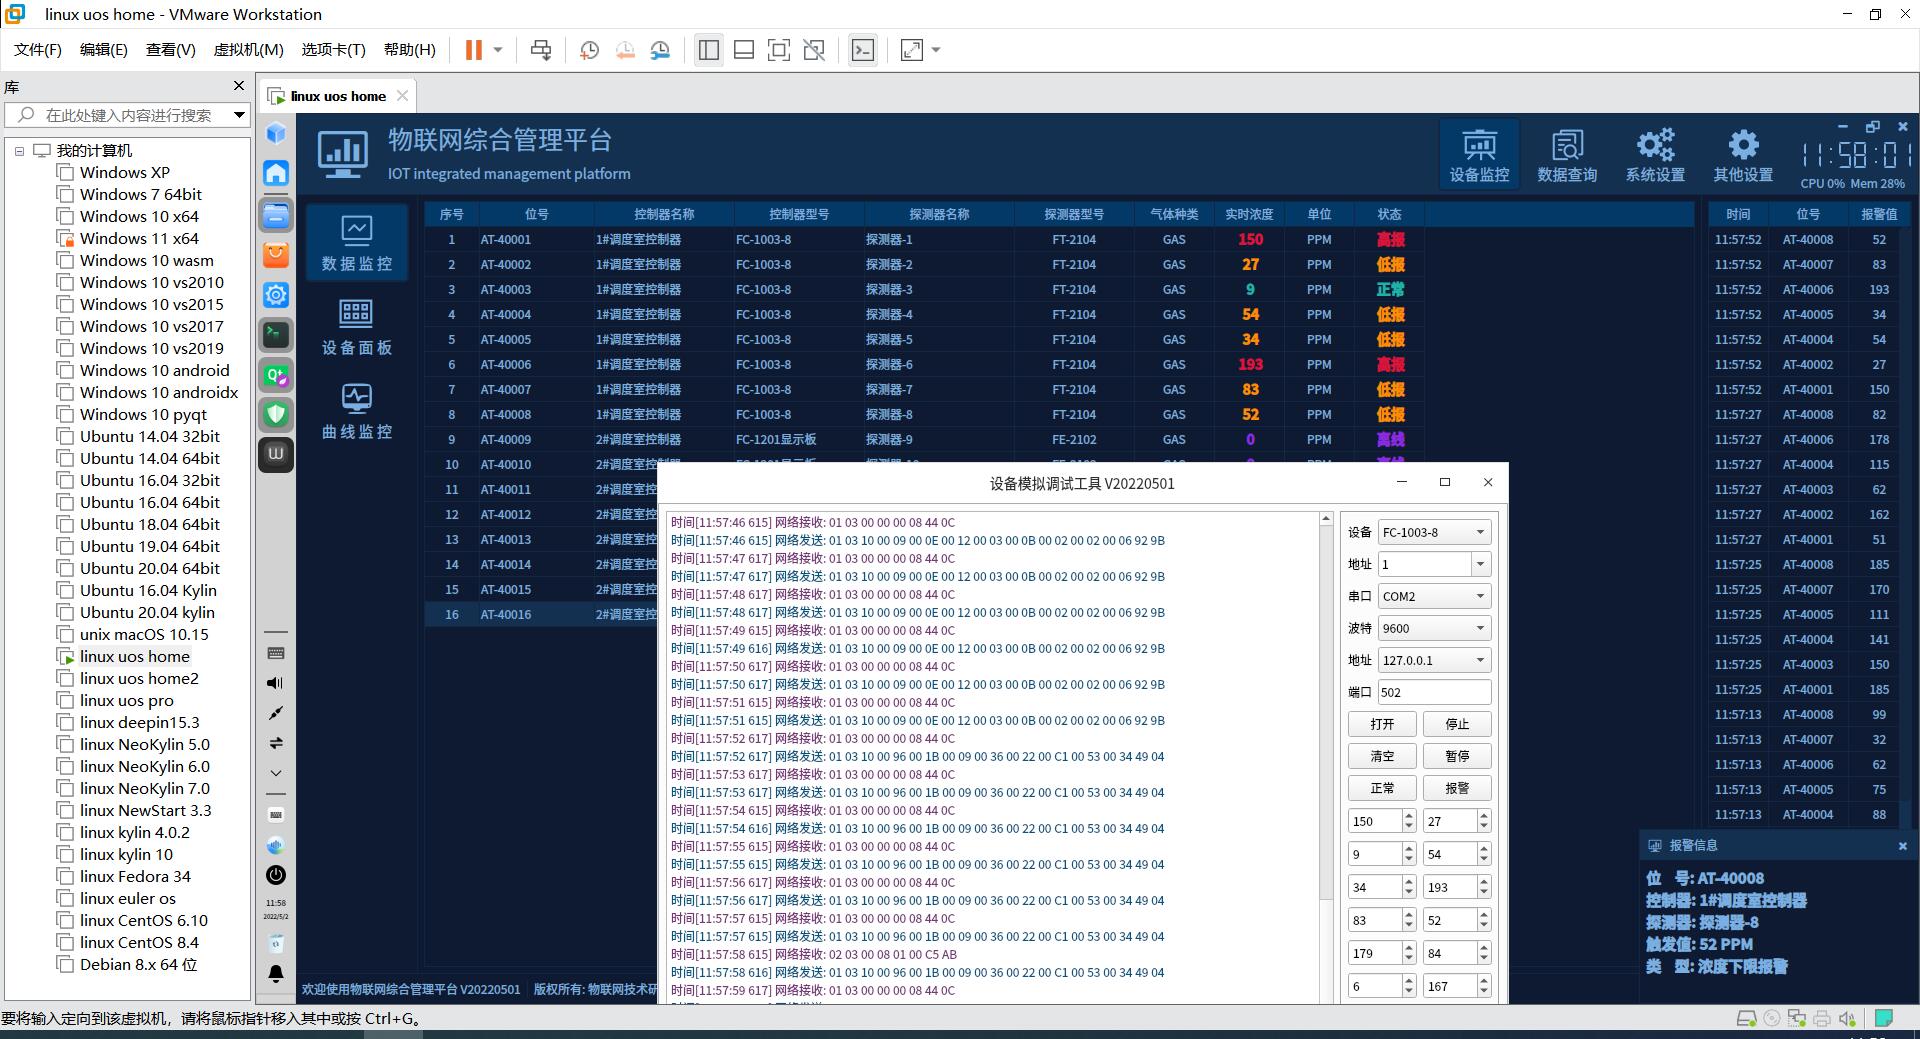 linux uos home - VMware Workstation
文件(F) 编辑(E) 查看(V) 虚拟机(M) 选项卡(T) 帮助(H)
库
在此处键入内容进行搜索
我的计算机
Windows XP
Windows 7 64bit
Windows 10 x64
Windows 11 x64
Windows 10 wasm
Windows 10 vs2010
Windows 10 vs2015
Windows 10 vs2017
Windows 10 vs2019
Windows 10 android
Windows 10 androidx
Windows 10 pyqt
Ubuntu 14.04 32bit
Ubuntu 14.04 64bit
Ubuntu 16.04 32bit
Ubuntu 16.04 64bit
Ubuntu 18.04 64bit
Ubuntu 19.04 64bit
Ubuntu 20.04 64bit
Ubuntu 16.04 Kylin
Ubuntu 20.04 kylin
unix macOS 10.15
linux uos home
linux uos home2
linux uos pro
linux deepin15.3
linux NeoKylin 5.0
linux NeoKylin 6.0
linux NeoKylin 7.0
linux NewStart 3.3
linux kylin 4.0.2
linux kylin 10
linux Fedora 34
linux euler os
linux CentOS 6.10
linux CentOS 8.4
Debian 8.x 64 位
linux uos home
11:58
2022/5/2
物联网综合管理平台
IOT integrated management platform
设备监控 数据查询 系统设置 其他设置
11:58:01
CPU 0% Mem 28%
数据监控
设备面板
曲线监控
序号 位号 控制器名称 控制器型号 探测器名称 探测器型号 气体种类 实时浓度 单位 状态
1 AT-40001 1#调度室控制器 FC-1003-8 探测器-1 FT-2104 GAS 150 PPM 高报
2 AT-40002 1#调度室控制器 FC-1003-8 探测器-2 FT-2104 GAS 27 PPM 低报
3 AT-40003 1#调度室控制器 FC-1003-8 探测器-3 FT-2104 GAS 9 PPM 正常
4 AT-40004 1#调度室控制器 FC-1003-8 探测器-4 FT-2104 GAS 54 PPM 低报
5 AT-40005 1#调度室控制器 FC-1003-8 探测器-5 FT-2104 GAS 34 PPM 低报
6 AT-40006 1#调度室控制器 FC-1003-8 探测器-6 FT-2104 GAS 193 PPM 高报
7 AT-40007 1#调度室控制器 FC-1003-8 探测器-7 FT-2104 GAS 83 PPM 低报
8 AT-40008 1#调度室控制器 FC-1003-8 探测器-8 FT-2104 GAS 52 PPM 低报
9 AT-40009 2#调度室控制器 FC-1201显示板 探测器-9 FE-2102 GAS 0 PPM 离线
10 AT-40010 2#调度室控制器
11 AT-40011 2#调度室控
12 AT-40012 2#调度室控
13 AT-40013 2#调度室控
14 AT-40014 2#调度室控
15 AT-40015 2#调度室控
16 AT-40016 2#调度室控
时间 位号 报警值
11:57:52 AT-40008 52
11:57:52 AT-40007 83
11:57:52 AT-40006 193
11:57:52 AT-40005 34
11:57:52 AT-40004 54
11:57:52 AT-40002 27
11:57:52 AT-40001 150
11:57:27 AT-40008 82
11:57:27 AT-40006 178
11:57:27 AT-40004 115
11:57:27 AT-40003 62
11:57:27 AT-40002 162
11:57:27 AT-40001 51
11:57:25 AT-40008 185
11:57:25 AT-40007 170
11:57:25 AT-40005 111
11:57:25 AT-40004 141
11:57:25 AT-40003 150
11:57:25 AT-40001 185
11:57:13 AT-40008 99
11:57:13 AT-40007 32
11:57:13 AT-40006 62
11:57:13 AT-40005 75
11:57:13 AT-40004 88
设备模拟调试工具 V20220501
时间[11:57:46 615] 网络接收: 01 03 00 00 00 08 44 0C
时间[11:57:46 615] 网络发送: 01 03 10 00 09 00 0E 00 12 00 03 00 0B 00 02 00 02 00 06 92 9B
时间[11:57:47 617] 网络接收: 01 03 00 00 00 08 44 0C
时间[11:57:47 617] 网络发送: 01 03 10 00 09 00 0E 00 12 00 03 00 0B 00 02 00 02 00 06 92 9B
时间[11:57:48 617] 网络接收: 01 03 00 00 00 08 44 0C
时间[11:57:48 617] 网络发送: 01 03 10 00 09 00 0E 00 12 00 03 00 0B 00 02 00 02 00 06 92 9B
时间[11:57:49 615] 网络接收: 01 03 00 00 00 08 44 0C
时间[11:57:49 616] 网络发送: 01 03 10 00 09 00 0E 00 12 00 03 00 0B 00 02 00 02 00 06 92 9B
时间[11:57:50 617] 网络接收: 01 03 00 00 00 08 44 0C
时间[11:57:50 617] 网络发送: 01 03 10 00 09 00 0E 00 12 00 03 00 0B 00 02 00 02 00 06 92 9B
时间[11:57:51 615] 网络接收: 01 03 00 00 00 08 44 0C
时间[11:57:51 615] 网络发送: 01 03 10 00 09 00 0E 00 12 00 03 00 0B 00 02 00 02 00 06 92 9B
时间[11:57:52 617] 网络接收: 01 03 00 00 00 08 44 0C
时间[11:57:52 617] 网络发送: 01 03 10 00 96 00 1B 00 09 00 36 00 22 00 C1 00 53 00 34 49 04
时间[11:57:53 617] 网络接收: 01 03 00 00 00 08 44 0C
时间[11:57:53 617] 网络发送: 01 03 10 00 96 00 1B 00 09 00 36 00 22 00 C1 00 53 00 34 49 04
时间[11:57:54 615] 网络接收: 01 03 00 00 00 08 44 0C
时间[11:57:54 616] 网络发送: 01 03 10 00 96 00 1B 00 09 00 36 00 22 00 C1 00 53 00 34 49 04
时间[11:57:55 615] 网络接收: 01 03 00 00 00 08 44 0C
时间[11:57:55 615] 网络发送: 01 03 10 00 96 00 1B 00 09 00 36 00 22 00 C1 00 53 00 34 49 04
时间[11:57:56 617] 网络接收: 01 03 00 00 00 08 44 0C
时间[11:57:56 617] 网络发送: 01 03 10 00 96 00 1B 00 09 00 36 00 22 00 C1 00 53 00 34 49 04
时间[11:57:57 615] 网络接收: 01 03 00 00 00 08 44 0C
时间[11:57:57 615] 网络发送: 01 03 10 00 96 00 1B 00 09 00 36 00 22 00 C1 00 53 00 34 49 04
时间[11:57:58 615] 网络接收: 02 03 00 08 01 00 C5 AB
时间[11:57:58 616] 网络发送: 01 03 10 00 96 00 1B 00 09 00 36 00 22 00 C1 00 53 00 34 49 04
时间[11:57:59 617] 网络接收: 01 03 00 00 00 08 44 0C
设备 FC-1003-8
地址 1
串口 COM2
波特 9600
地址 127.0.0.1
端口 502
打开 停止
清空 暂停
正常 报警
150 27
9 54
34 193
83 52
179 84
6 167
报警信息
位 号: AT-40008
控制器: 1#调度室控制器
探测器: 探测器-8
触发值: 52 PPM
类 型: 浓度下限报警
欢迎使用物联网综合管理平台 V20220501 版权所有: 物联网技术研
要将输入定向到该虚拟机，请将鼠标指针移入其中或按 Ctrl+G。